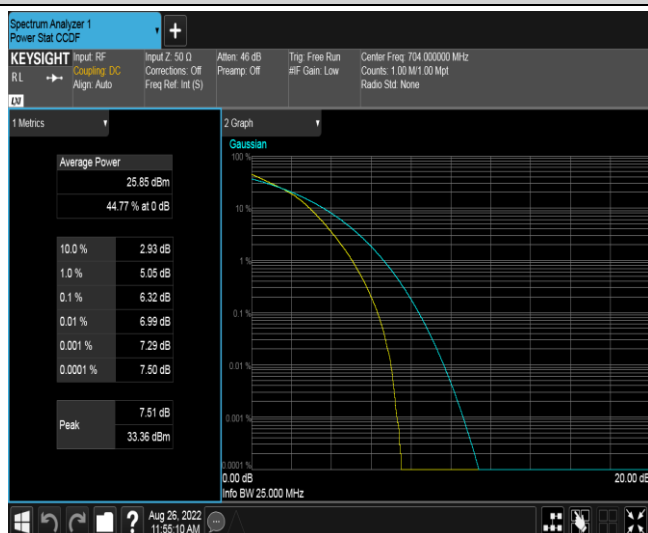 Spectrum Analyzer 1
Power Stat CCDF
+
KEYSIGHT
RL
LXI
Input: RF
Coupling: DC
Align: Auto
Input Z: 50 Ω
Corrections: Off
Freq Ref: Int (S)
Atten: 46 dB
Preamp: Off
Trig: Free Run
#IF Gain: Low
Center Freq: 704.000000 MHz
Counts: 1.00 M/1.00 Mpt
Radio Std: None
1 Metrics
Average Power
25.85 dBm
44.77 % at 0 dB
10.0 % 2.93 dB
1.0 % 5.05 dB
0.1 % 6.32 dB
0.01 % 6.99 dB
0.001 % 7.29 dB
0.0001 % 7.50 dB
Peak
7.51 dB
33.36 dBm
2 Graph
Gaussian
100 %
10 %
1 %
0.1 %
0.01 %
0.001 %
0.0001 %
0.00 dB
20.00 dB
Info BW 25.000 MHz
?
Aug 26, 2022
11:55:10 AM